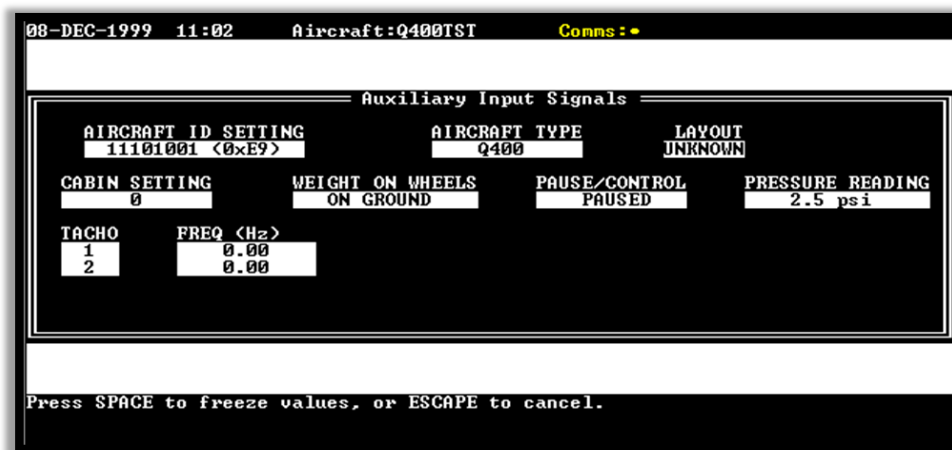 08-DEC-1999 11:02 Aircraft:Q400TST Comms:•
Auxiliary Input Signals
AIRCRAFT ID SETTING AIRCRAFT TYPE LAYOUT
11101001 (0xE9) Q400 UNKNOWN
CABIN SETTING WEIGHT ON WHEELS PAUSE/CONTROL PRESSURE READING
0 ON GROUND PAUSED 2.5 psi
TACHO FREQ (Hz)
1 0.00
2 0.00
Press SPACE to freeze values, or ESCAPE to cancel.